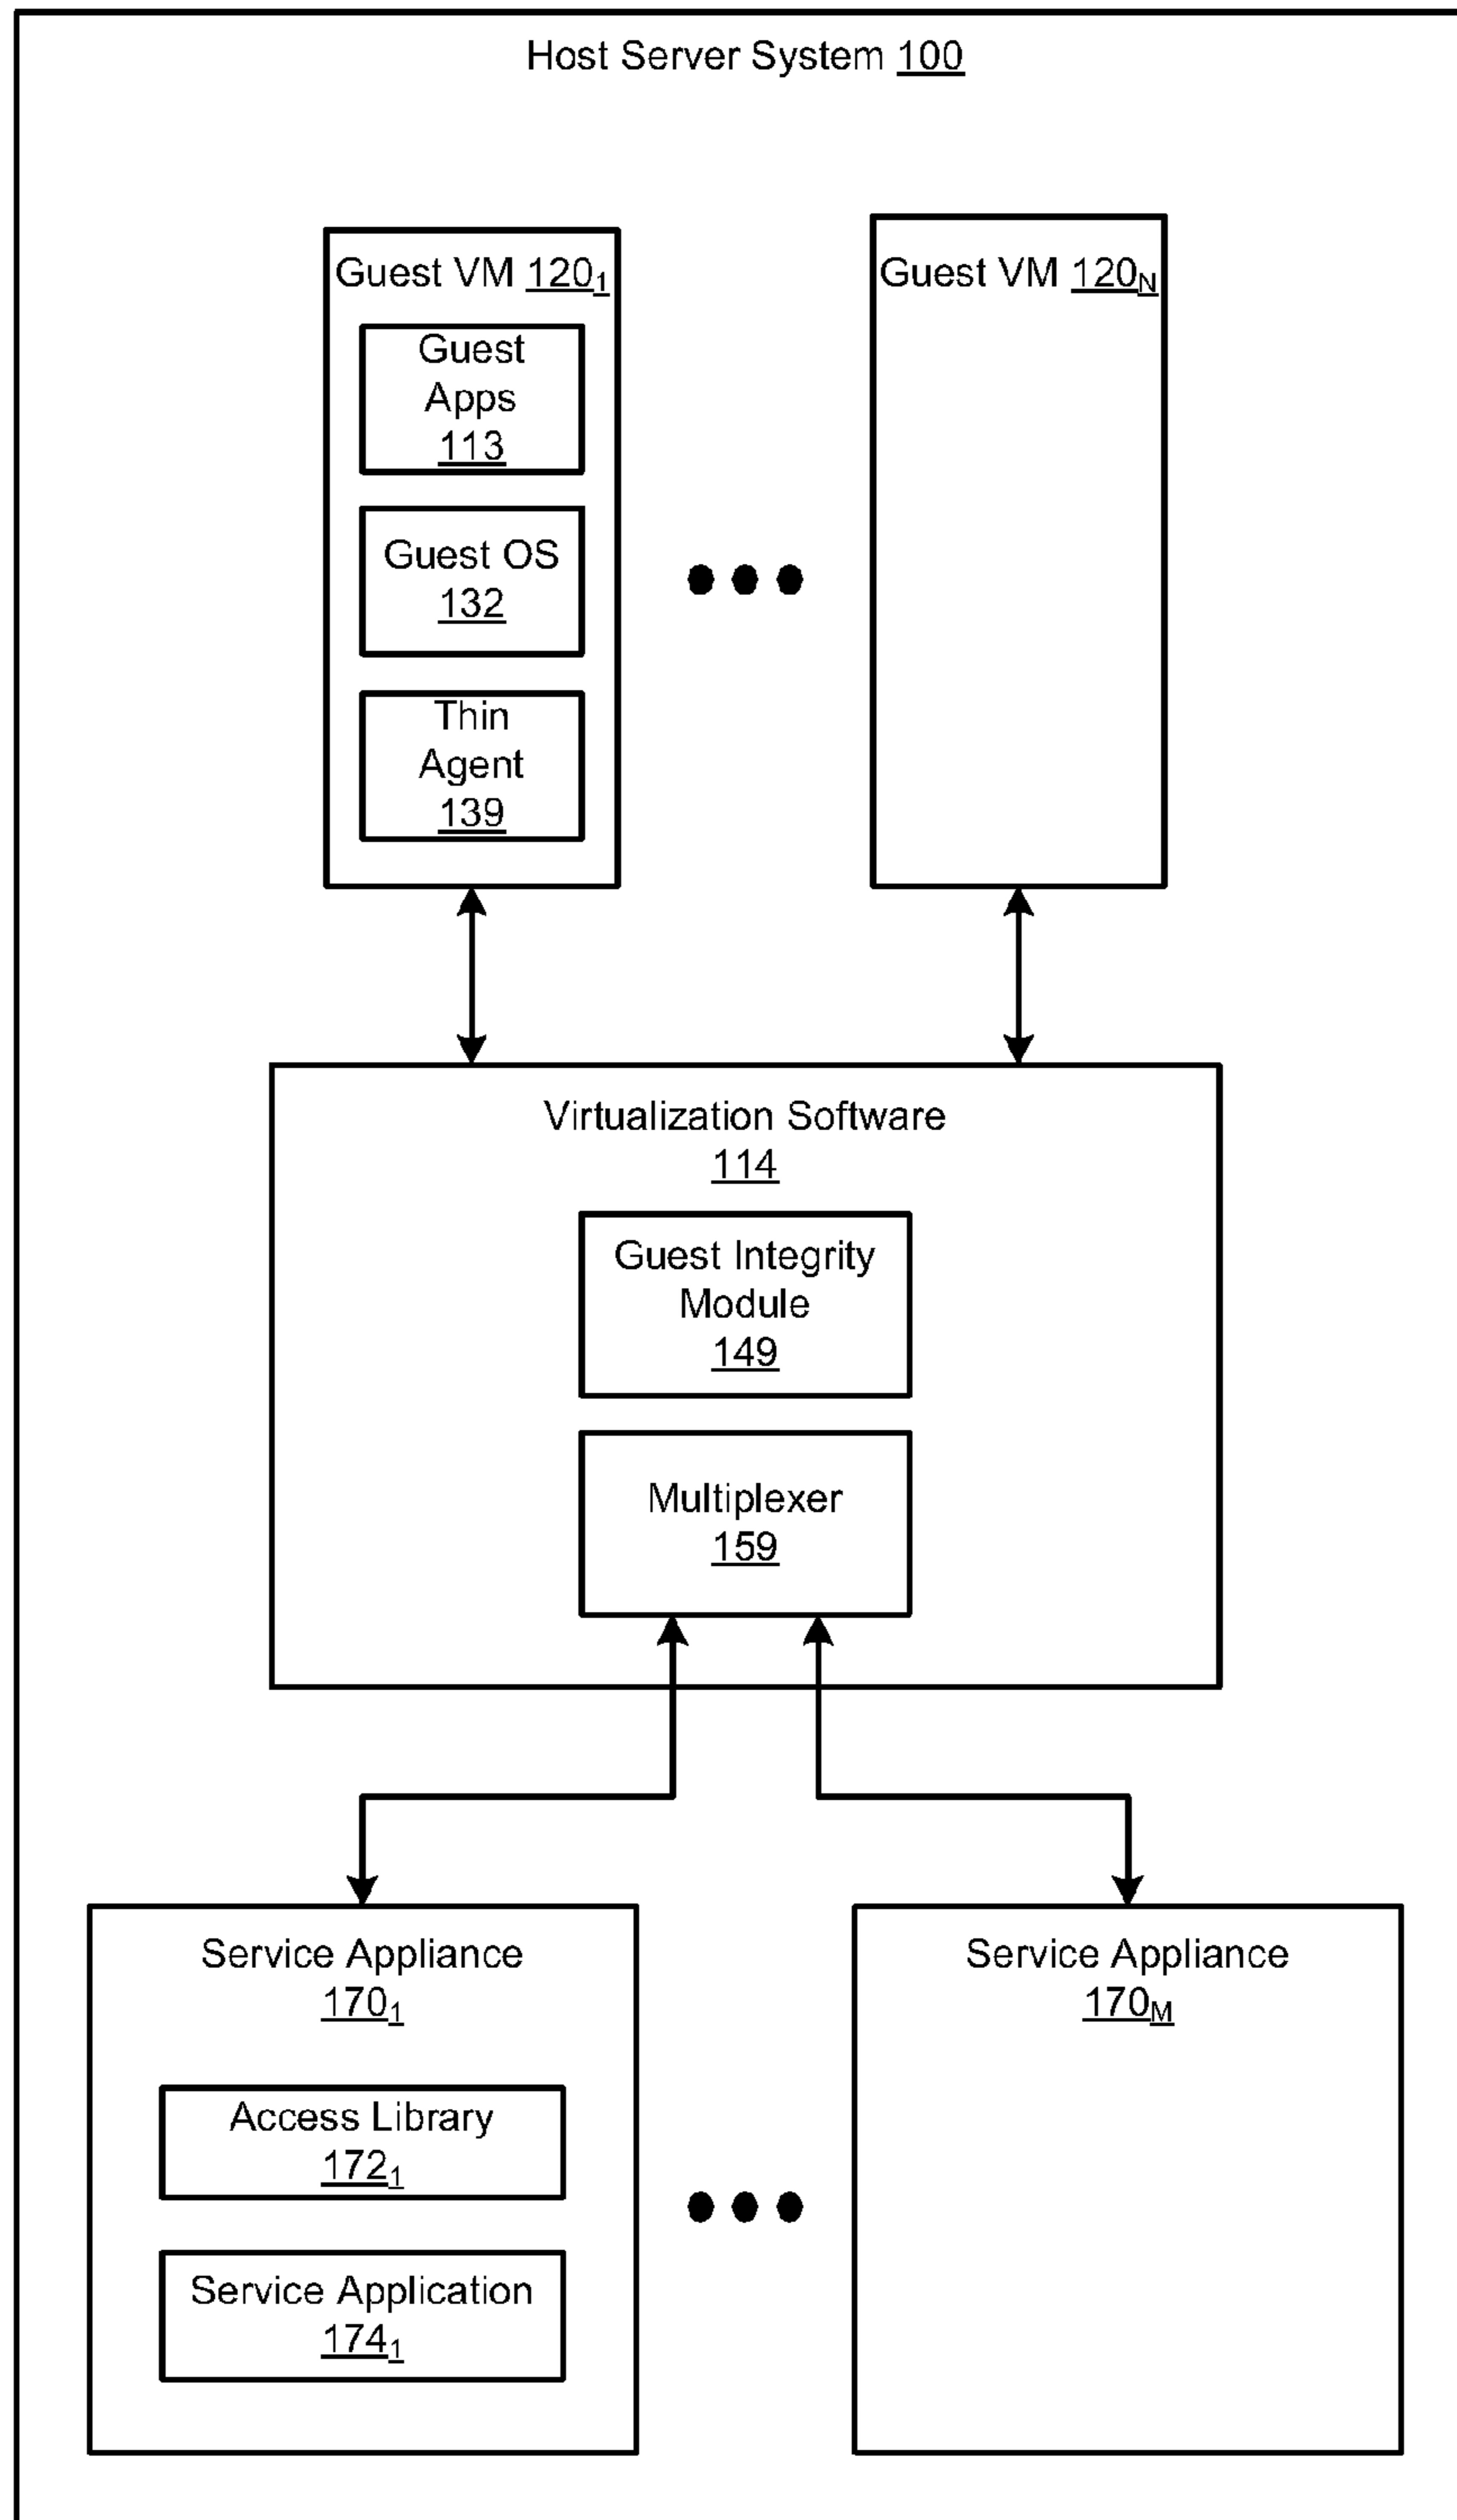 Host Server System 100
Guest VM 120₁
Guest Apps
113
Guest OS
132
Thin
Agent
139
Guest VM 120N
Virtualization Software
114
Guest Integrity
Module
149
Multiplexer
159
Service Appliance
170₁
Access Library
172₁
Service Application
174₁
Service Appliance
170M